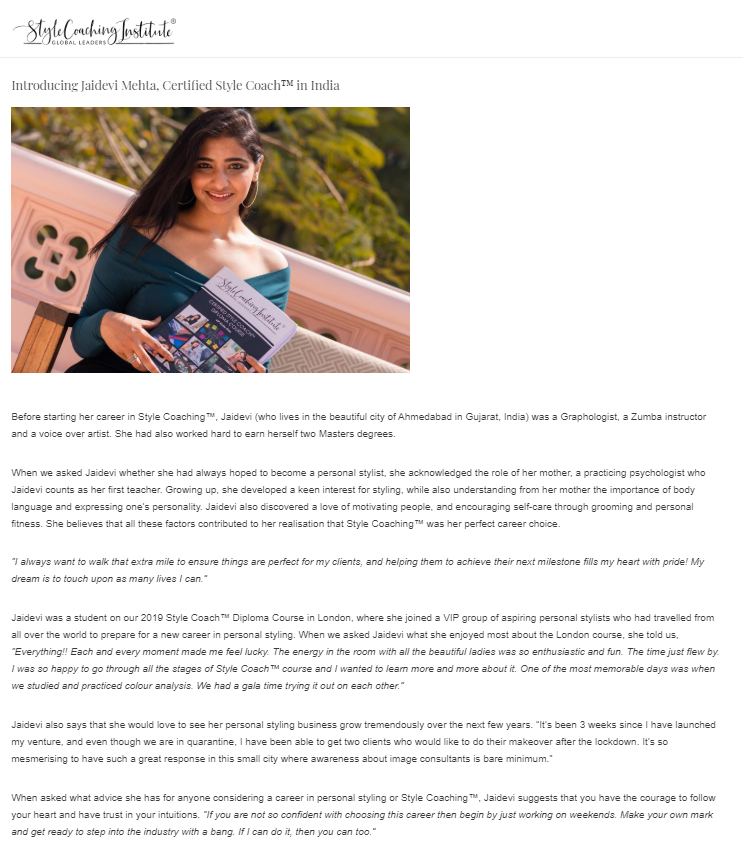 StyleCoachingInstitute®
GLOBAL LEADERS
Introducing Jaidevi Mehta, Certified Style Coach™ in India
StyleCoachingInstitute
CERTIFIED STYLE COACH™
DIPLOMA COURSE
Before starting her career in Style Coaching™, Jaidevi (who lives in the beautiful city of Ahmedabad in Gujarat, India) was a Graphologist, a Zumba instructor
and a voice over artist. She had also worked hard to earn herself two Masters degrees.
When we asked Jaidevi whether she had always hoped to become a personal stylist, she acknowledged the role of her mother, a practicing psychologist who
Jaidevi counts as her first teacher. Growing up, she developed a keen interest for styling, while also understanding from her mother the importance of body
language and expressing one's personality. Jaidevi also discovered a love of motivating people, and encouraging self-care through grooming and personal
fitness. She believes that all these factors contributed to her realisation that Style Coaching™ was her perfect career choice.
"I always want to walk that extra mile to ensure things are perfect for my clients, and helping them to achieve their next milestone fills my heart with pride! My
dream is to touch upon as many lives I can."
Jaidevi was a student on our 2019 Style Coach™ Diploma Course in London, where she joined a VIP group of aspiring personal stylists who had travelled from
all over the world to prepare for a new career in personal styling. When we asked Jaidevi what she enjoyed most about the London course, she told us,
"Everything!! Each and every moment made me feel lucky. The energy in the room with all the beautiful ladies was so enthusiastic and fun. The time just flew by.
I was so happy to go through all the stages of Style Coach™ course and I wanted to learn more and more about it. One of the most memorable days was when
we studied and practiced colour analysis. We had a gala time trying it out on each other."
Jaidevi also says that she would love to see her personal styling business grow tremendously over the next few years. "It's been 3 weeks since I have launched
my venture, and even though we are in quarantine, I have been able to get two clients who would like to do their makeover after the lockdown. It's so
mesmerising to have such a great response in this small city where awareness about image consultants is bare minimum."
When asked what advice she has for anyone considering a career in personal styling or Style Coaching™, Jaidevi suggests that you have the courage to follow
your heart and have trust in your intuitions. "If you are not so confident with choosing this career then begin by just working on weekends. Make your own mark
and get ready to step into the industry with a bang. If I can do it, then you can too."